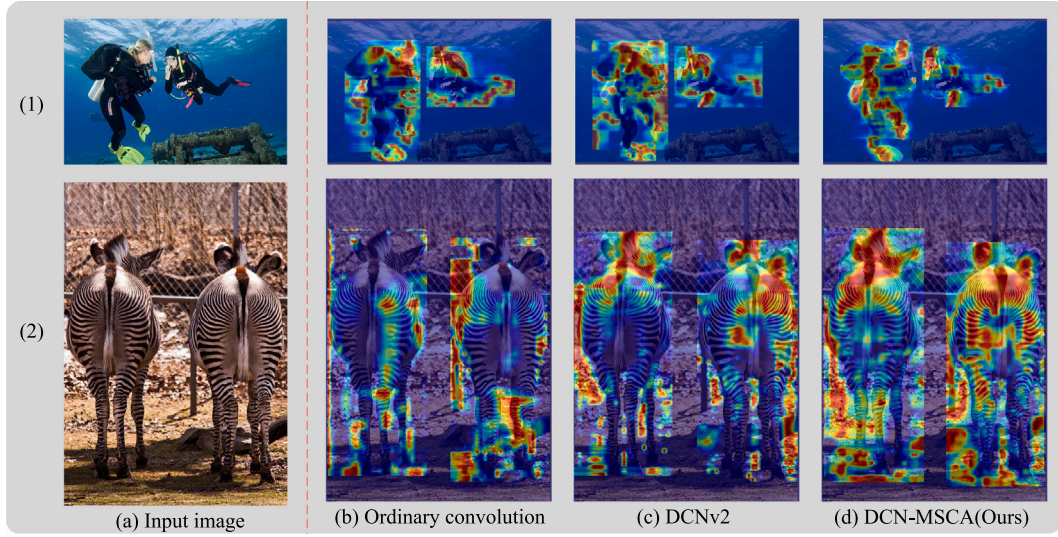 (1)
(2)
(a) Input image
(b) Ordinary convolution
(c) DCNv2
(d) DCN-MSCA(Ours)